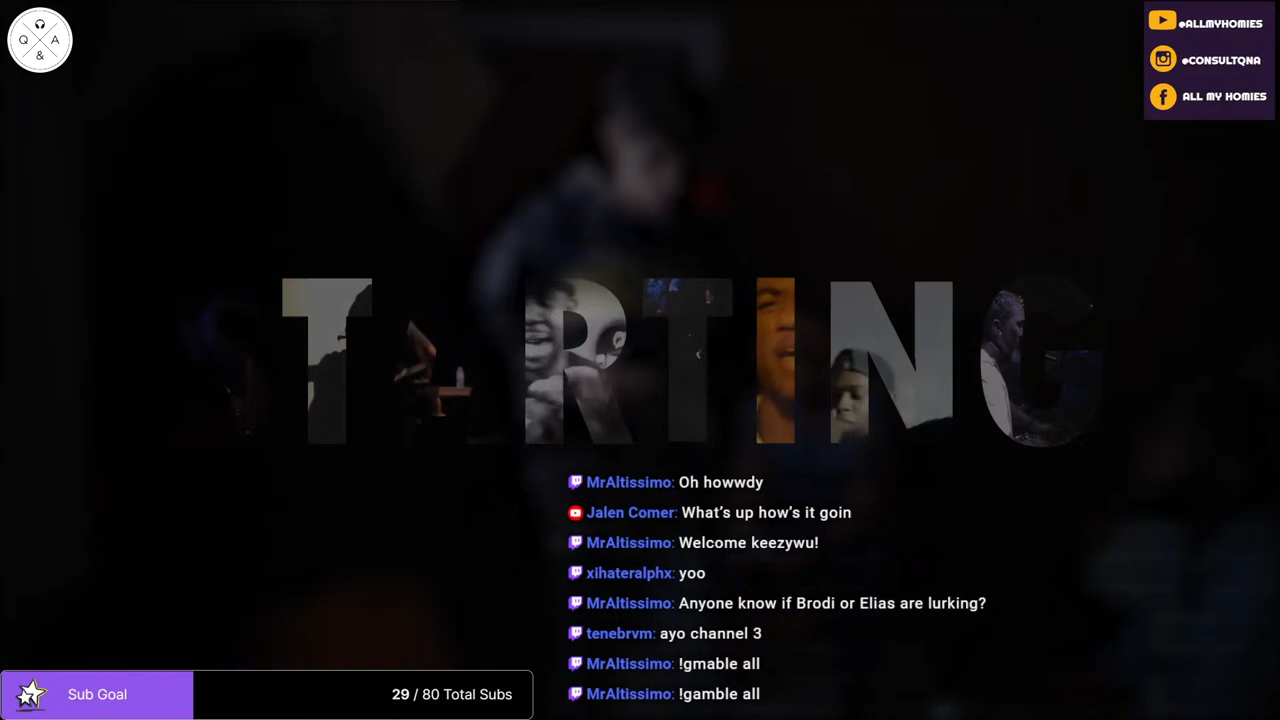 Q A
&
@ALLMYHOMIES
@CONSULTQNA
ALL MY HOMIES
STARTING
MrAltissimo: Oh howwdy
Jalen Comer: What's up how's it goin
MrAltissimo: Welcome keezywu!
xihateralphx: yoo
MrAltissimo: Anyone know if Brodi or Elias are lurking?
tenebrvm: ayo channel 3
MrAltissimo: !gmable all
MrAltissimo: !gamble all
Sub Goal 29 / 80 Total Subs